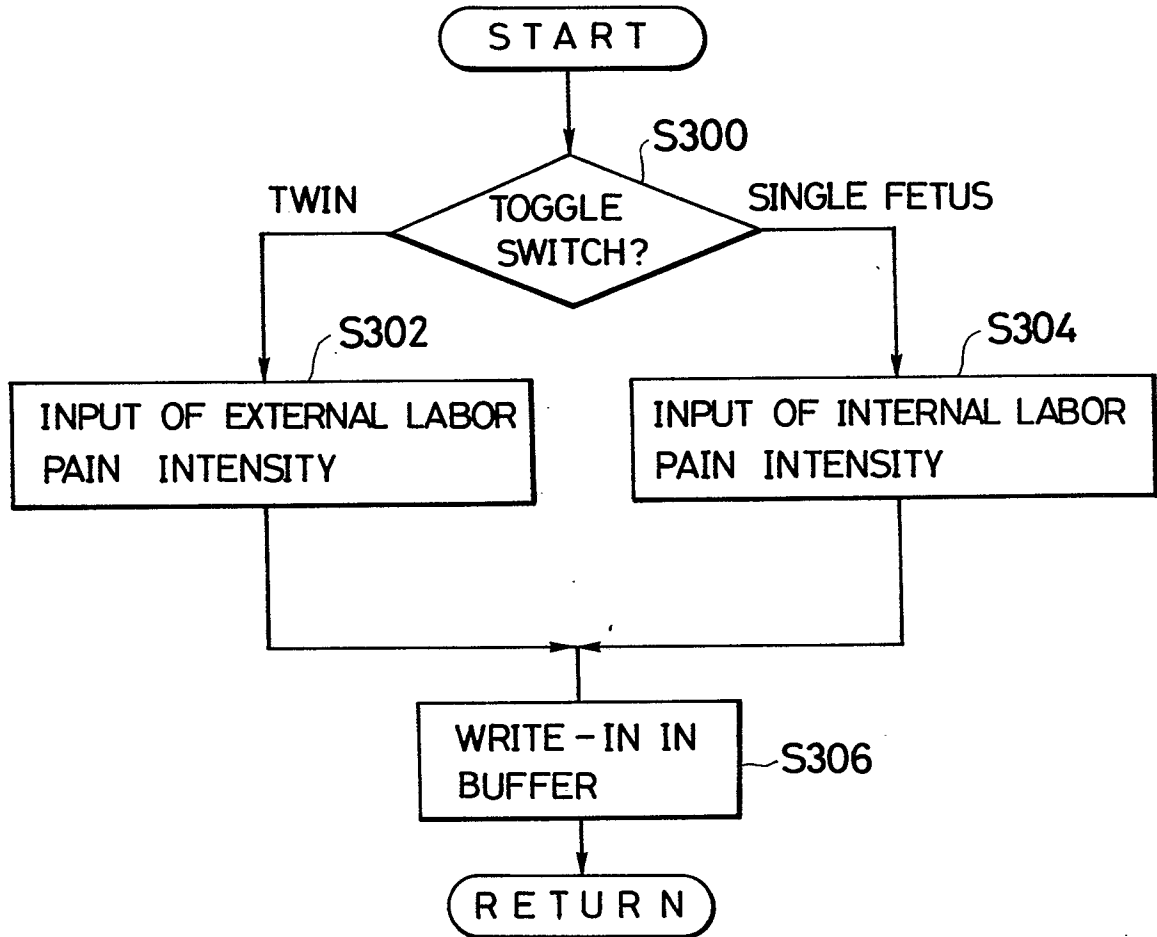 START
S300
TWIN
SINGLE FETUS
TOGGLE
SWITCH?
S302
S304
INPUT OF EXTERNAL LABOR
PAIN INTENSITY
INPUT OF INTERNAL LABOR
PAIN INTENSITY
WRITE-IN IN
BUFFER
S306
RETURN